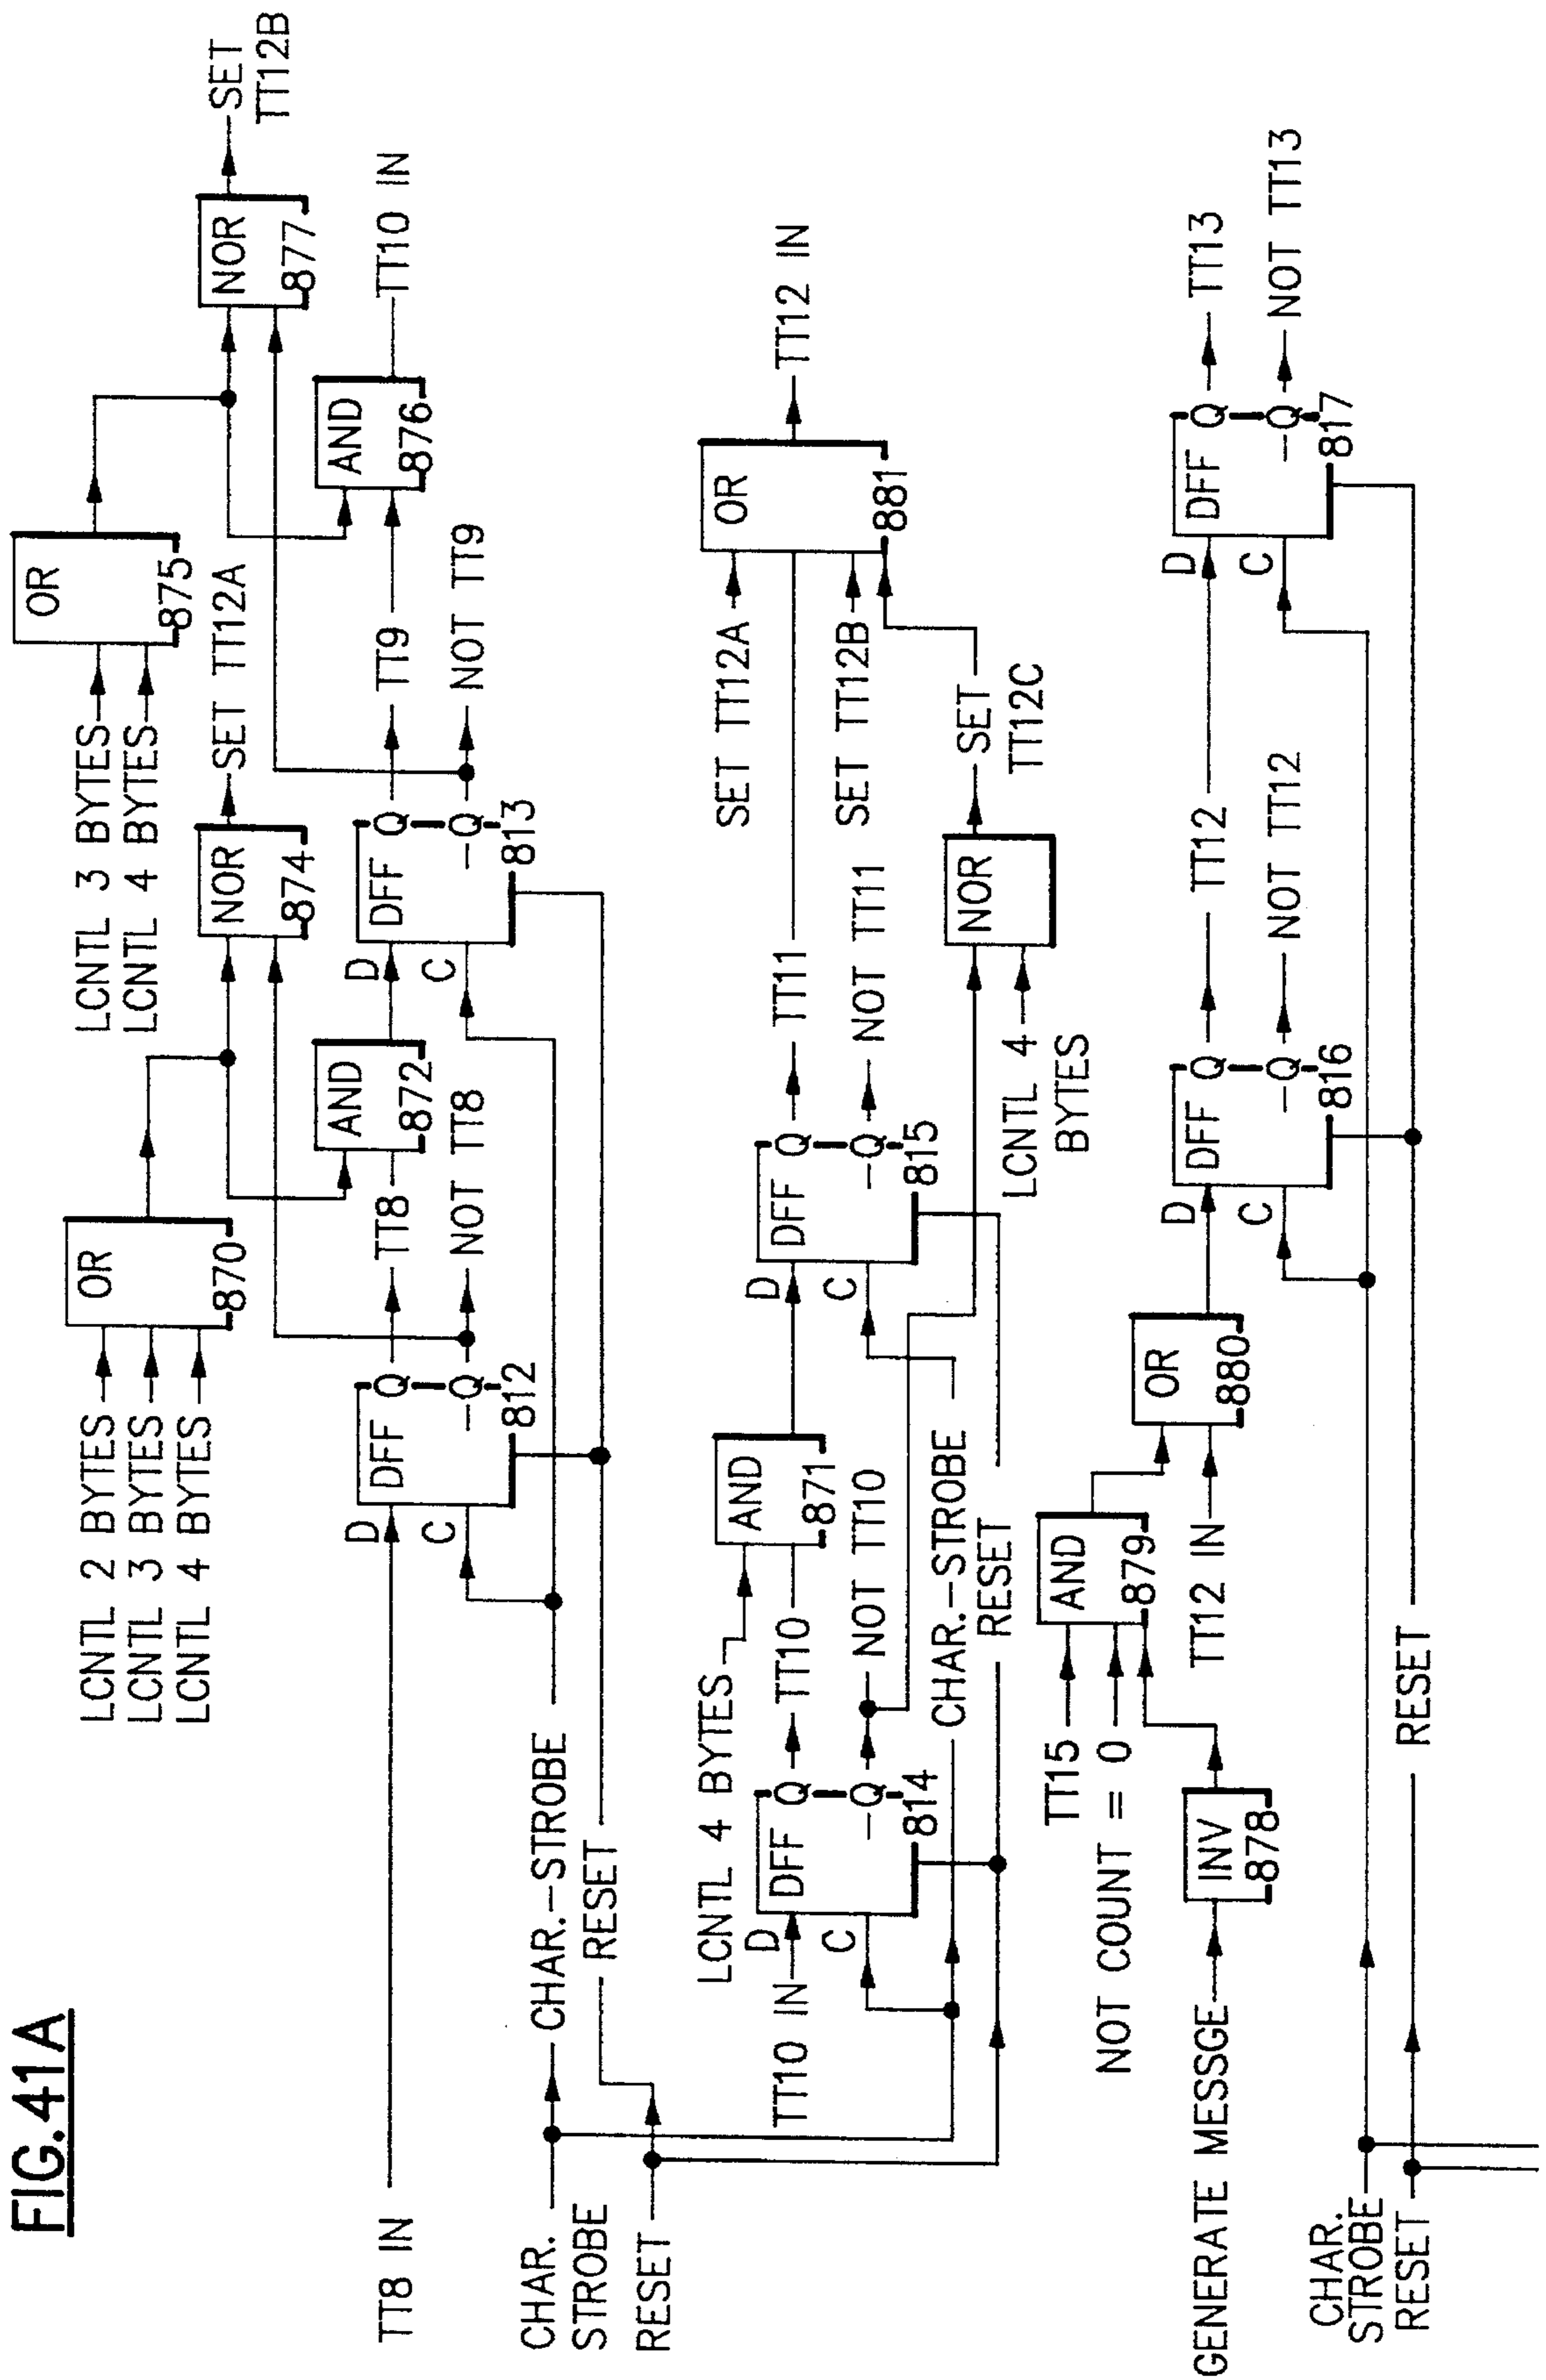 FIG.41A
LCNTL 2 BYTES
LCNTL 3 BYTES
LCNTL 4 BYTES
OR
870
LCNTL 3 BYTES
LCNTL 4 BYTES
OR
875
NOR
874
SET TT12A
NOR
877
SET
TT12B
TT8 IN
D
C
DFF
Q
-Q
812
TT8
NOT TT8
AND
872
D
C
DFF
Q
-Q
813
TT9
NOT TT9
AND
876
TT10 IN
CHAR.
STROBE
CHAR.-STROBE
RESET
RESET
LCNTL 4 BYTES
TT10 IN
D
C
DFF
Q
-Q
814
TT10
NOT TT10
AND
871
D
C
DFF
Q
-Q
815
TT11
NOT TT11
SET TT12A
SET TT12B
OR
881
TT12 IN
CHAR.-STROBE
RESET
LCNTL 4
BYTES
NOR
SET
TT12C
TT15
NOT COUNT = 0
GENERATE MESSGE
INV
878
AND
879
TT12 IN
OR
880
D
C
DFF
Q
-Q
816
TT12
NOT TT12
D
C
DFF
Q
-Q
817
TT13
NOT TT13
CHAR.
STROBE
RESET
RESET